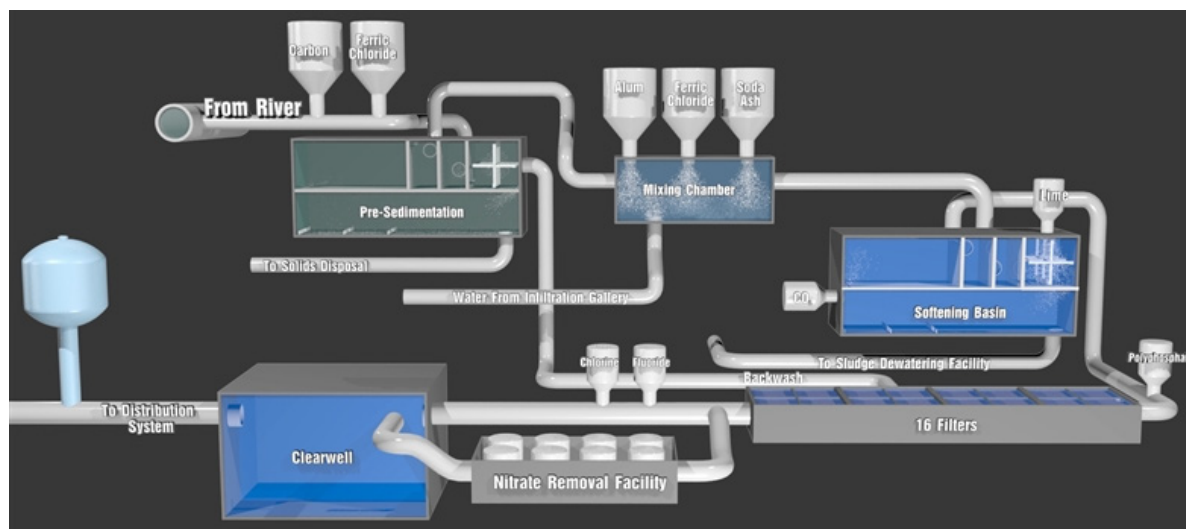 Carbon
Ferric
Chloride
From River
Alum
Ferric
Chloride
Soda
Ash
Mixing Chamber
Lime
Pre-Sedimentation
To Solids Disposal
Water From Infiltration Gallery
CO₂
Softening Basin
To Sludge Dewatering Facility
Polyphospha
Chlorine
Fluoride
Backwash
To Distribution
System
16 Filters
Clearwell
Nitrate Removal Facility